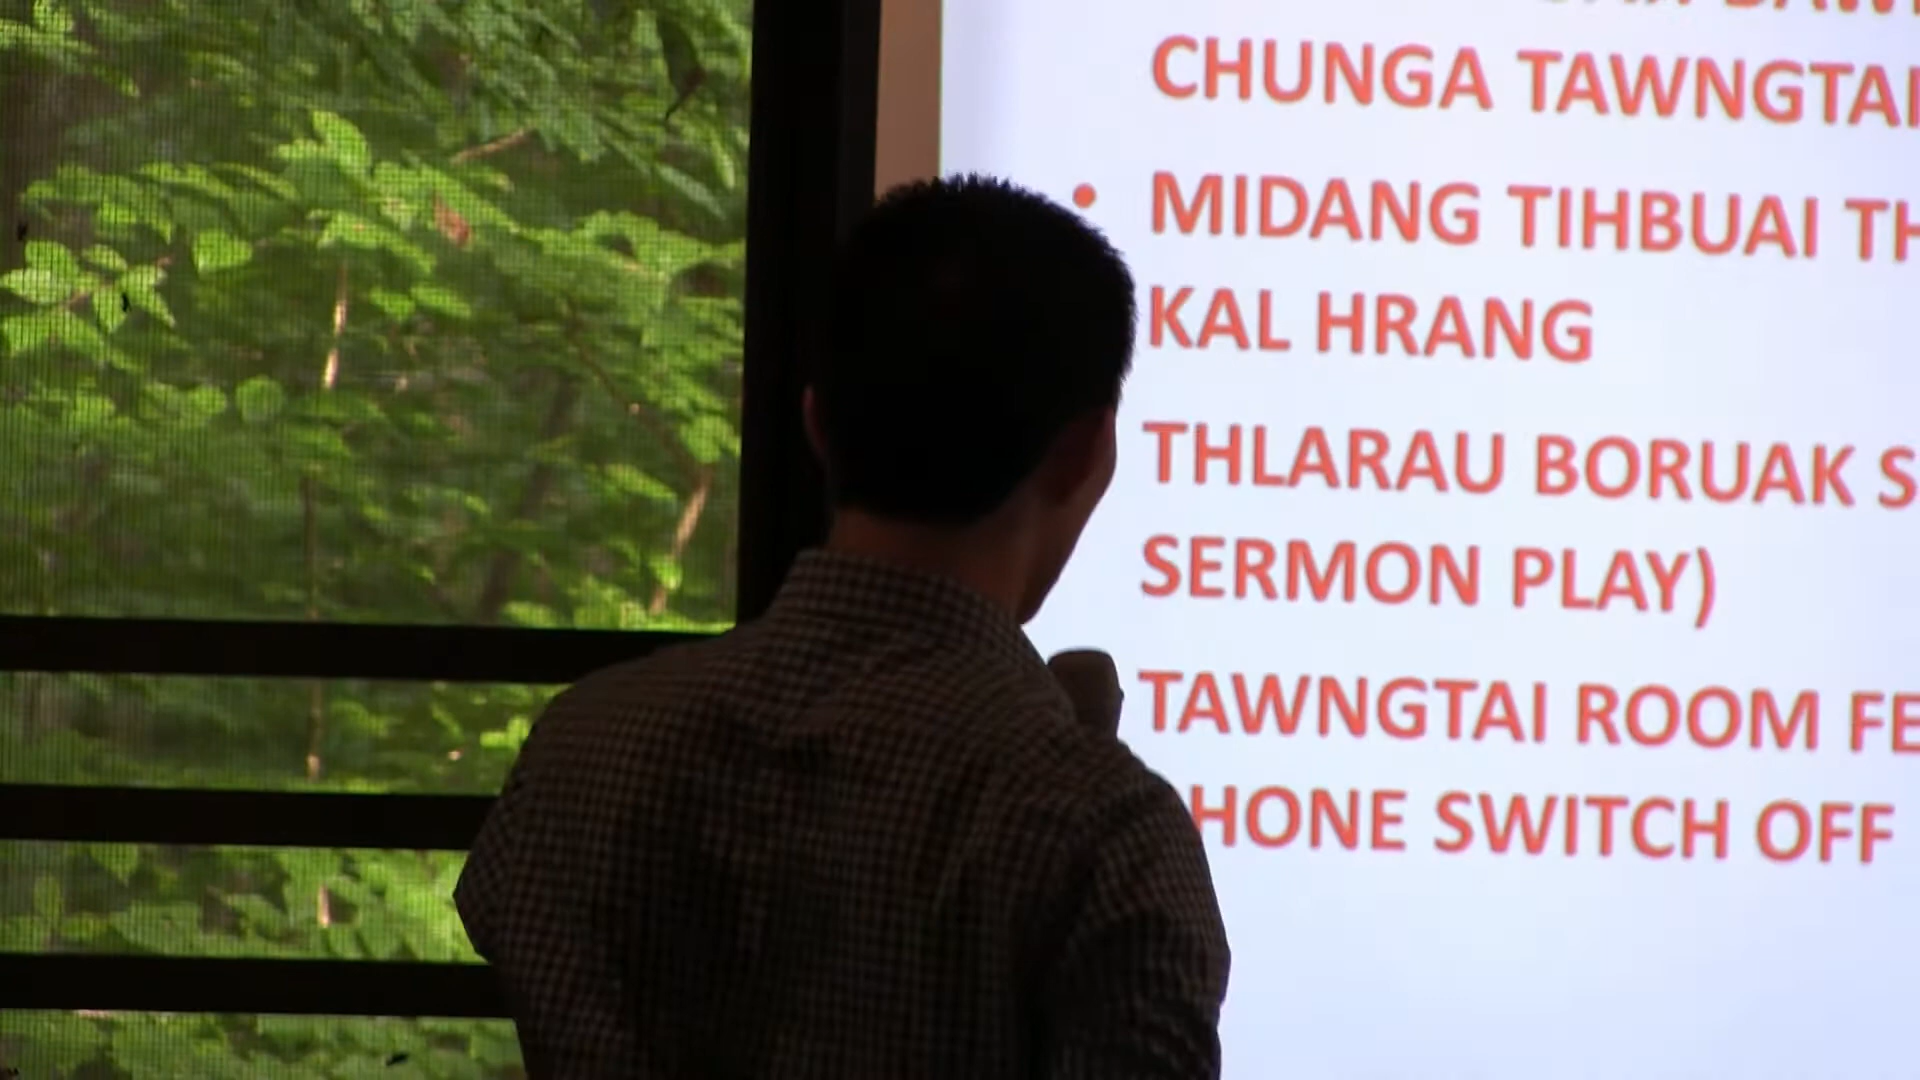 CHUNGA TAWNGTAI
• MIDANG TIHBUAI TH
KAL HRANG
THLARAU BORUAK S
SERMON PLAY)
TAWNGTAI ROOM FE
HONE SWITCH OFF